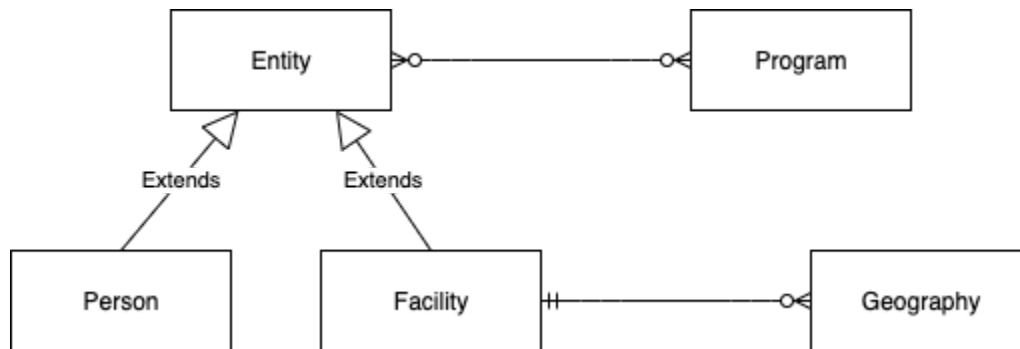 Entity
Program
Extends
Extends
Person
Facility
Geography